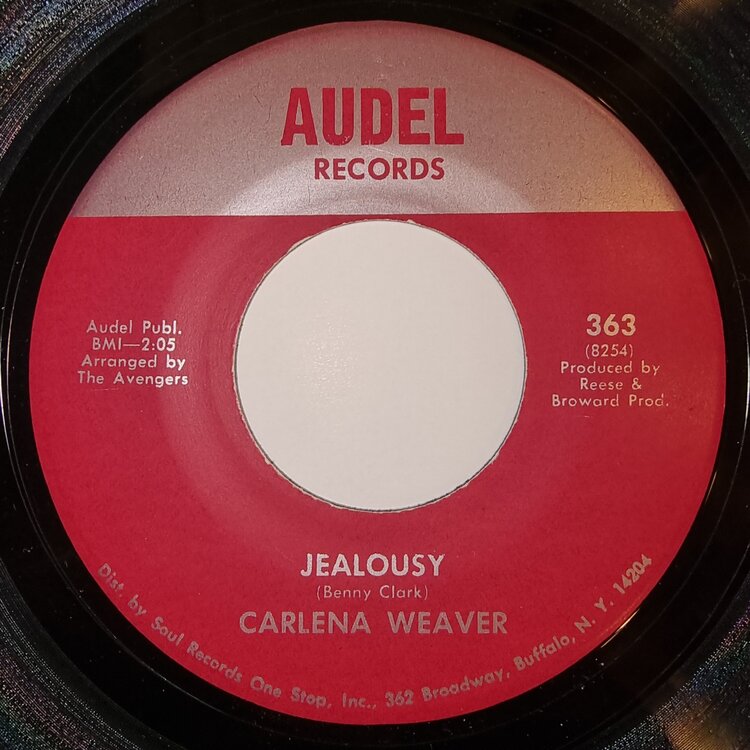 AUDEL
RECORDS
Audel Publ.
BMI—2:05
Arranged by
The Avengers
363
(8254)
Produced by
Reese &
Broward Prod.
JEALOUSY
(Benny Clark)
CARLENA WEAVER
Dist. by Soul Records One Stop, Inc., 362 Broadway, Buffalo, N. Y. 14204